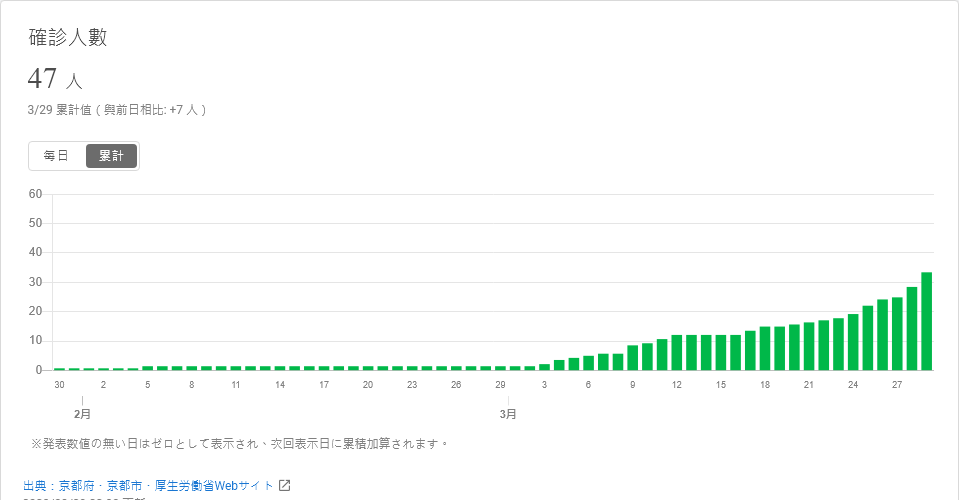 確診人數
47 人
3/29 累計值 ( 與前日相比: +7 人 )
每日 累計
60
50
40
30
20
10
0
30 2 5 8 11 14 17 20 23 26 29 3 6 9 12 15 18 21 24 27
2月 3月
※発表数値の無い日はゼロとして表示され、次回表示日に累積加算されます。
出典：京都府・京都市・厚生労働省Webサイト